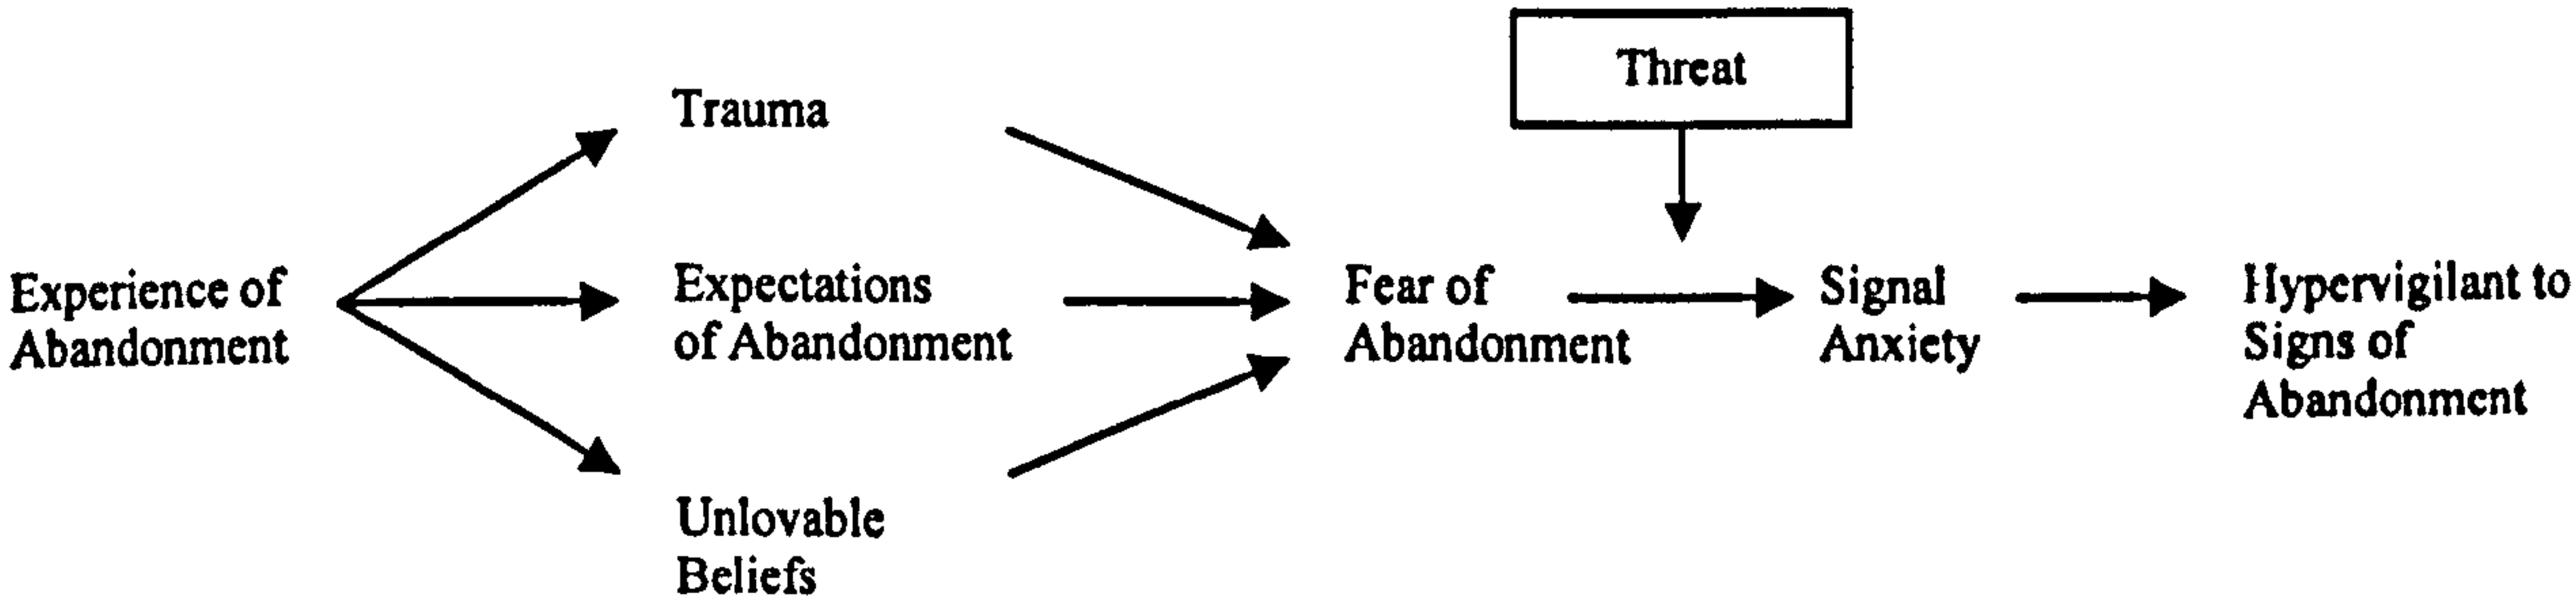 Threat
Trauma
Experience of
Abandonment
Expectations
of Abandonment
Unlovable
Beliefs
Fear of
Abandonment
Signal
Anxiety
Hypervigilant to
Signs of
Abandonment